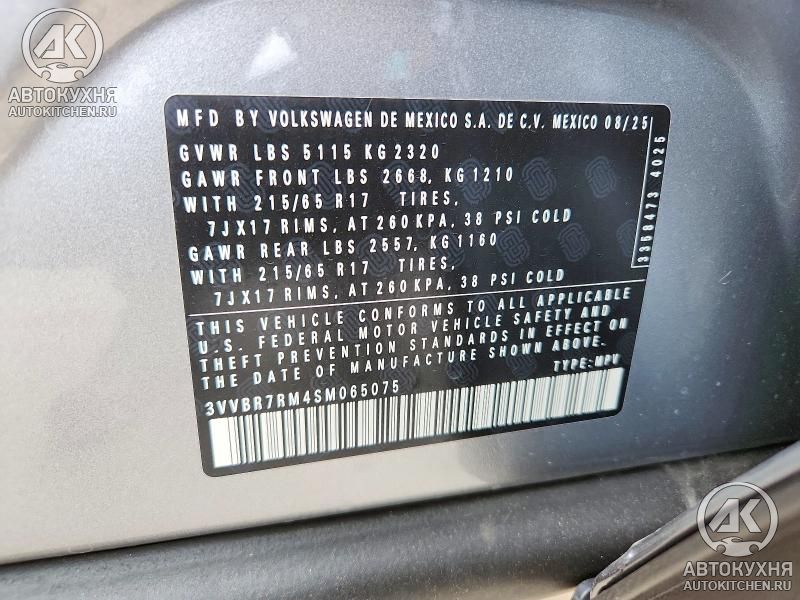 AK
АВТОКУХНЯ
AUTOKITCHEN.RU
MFD BY VOLKSWAGEN DE MEXICO S.A. DE C.V. MEXICO 08/25
GVWR LBS 5115 KG 2320
GAWR FRONT LBS 2668, KG 1210
WITH 215/65 R17 TIRES,
7JX17 RIMS, AT 260 KPA, 38 PSI COLD
GAWR REAR LBS 2557, KG 1160
WITH 215/65 R17 TIRES,
7JX17 RIMS, AT 260 KPA, 38 PSI COLD
THIS VEHICLE CONFORMS TO ALL APPLICABLE
U.S. FEDERAL MOTOR VEHICLE SAFETY AND
THEFT PREVENTION STANDARDS IN EFFECT ON
THE DATE OF MANUFACTURE SHOWN ABOVE.
TYPE:MPV
3VVBR7RM4SM065075
3368473 4025
AK
АВТОКУХНЯ
AUTOKITCHEN.RU